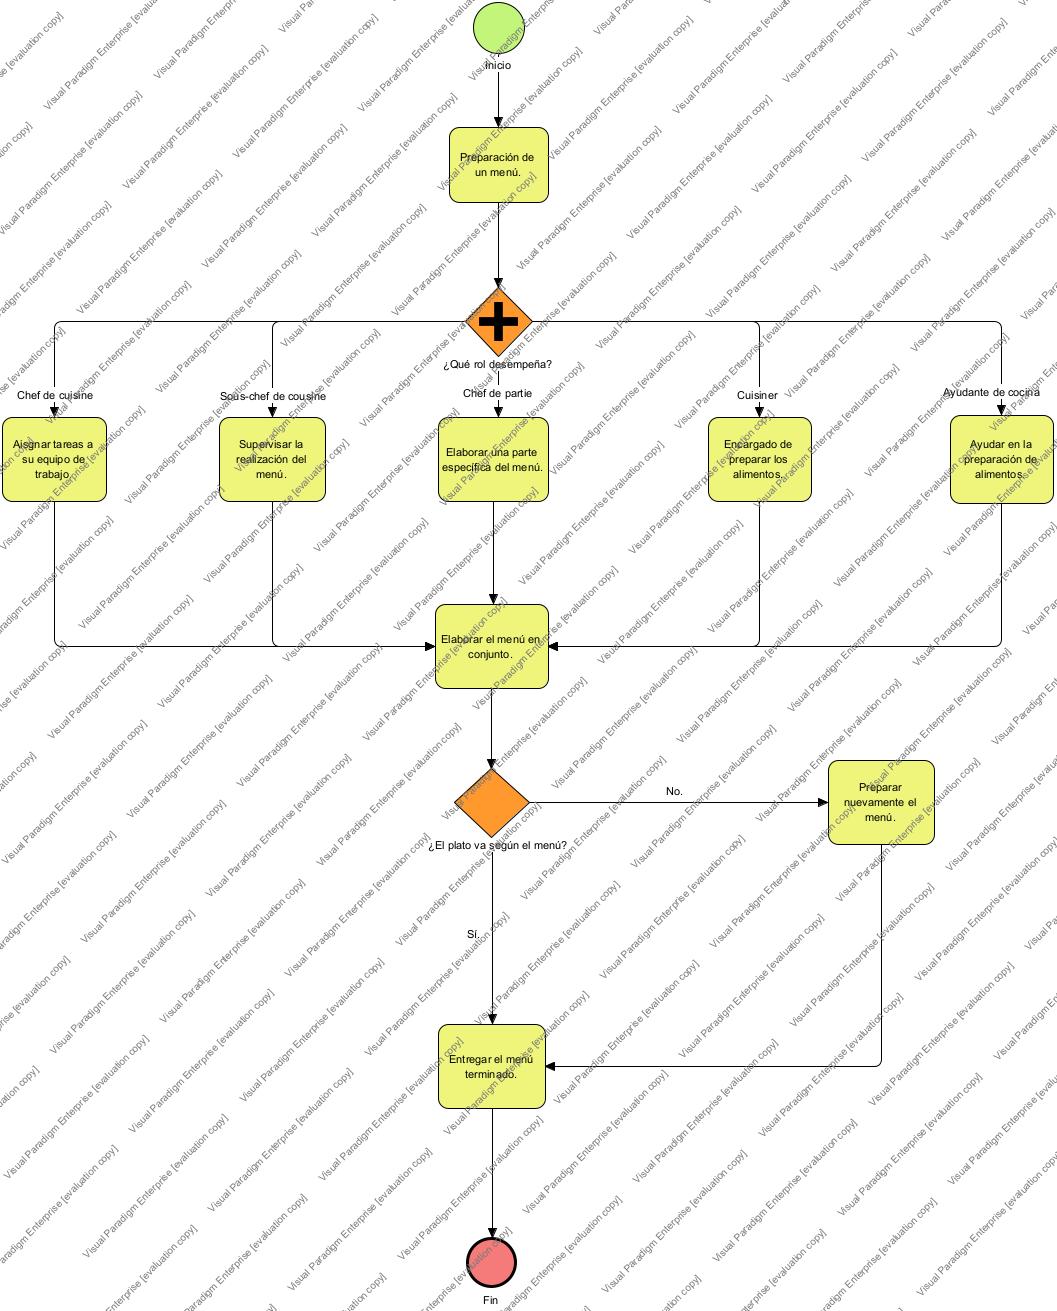 Inicio
Preparación de
un menú.
¿Qué rol desempeña?
Chef de cuisine
Sous-chef de cousine
Chef de partie
Cuisiner
Ayudante de cocina
Aisgnar tareas a
su equipo de
trabajo.
Supervisar la
realización del
menú.
Elaborar una parte
específica del menú.
Encargado de
preparar los
alimentos.
Ayudar en la
preparación de
alimentos.
Elaborar el menú en
conjunto.
¿El plato va según el menú?
No.
Preparar
nuevamente el
menú.
Sí.
Entregar el menú
terminado.
Fin
Visual Paradigm Enterprise [evaluation copy]